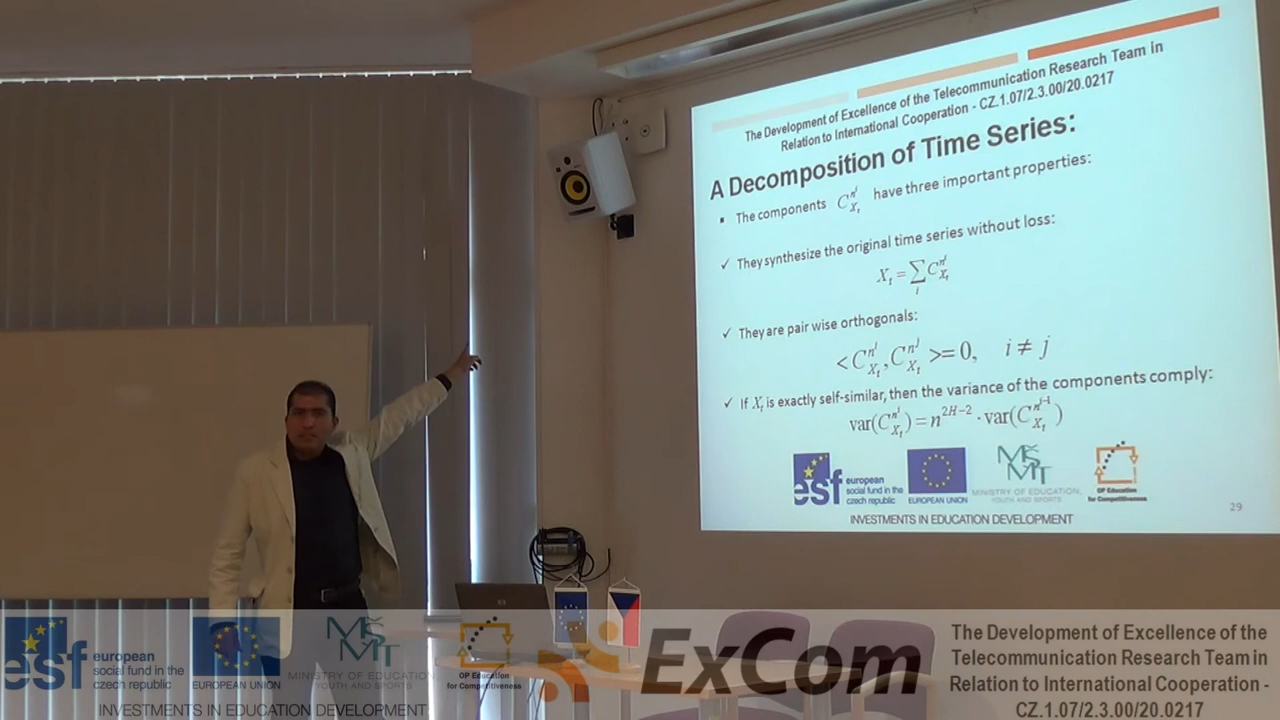 The Development of Excellence of the Telecommunication Research Team in
Relation to International Cooperation - CZ.1.07/2.3.00/20.0217
A Decomposition of Time Series:
▪ The components $C_{X_t}^{n^i}$ have three important properties:
✓ They synthesize the original time series without loss:
$X_t = \sum_i C_{X_t}^{n^i}$
✓ They are pair wise orthogonals:
$<C_{X_t}^{n^i}, C_{X_t}^{n^j}>=0, \quad i \neq j$
✓ If $X_t$ is exactly self-similar, then the variance of the components comply:
$\text{var}(C_{X_t}^{n^i}) = n^{2H-2} \cdot \text{var}(C_{X_t}^{n^{i-1}})$
esf
european
social fund in the
czech republic
EUROPEAN UNION
MŠMT
MINISTRY OF EDUCATION,
YOUTH AND SPORTS
OP Education
for Competitiveness
INVESTMENTS IN EDUCATION DEVELOPMENT
29
esf
european
social fund in the
czech republic
EUROPEAN UNION
MŠMT
MINISTRY OF EDUCATION,
YOUTH AND SPORTS
OP Education
for Competitiveness
INVESTMENTS IN EDUCATION DEVELOPMENT
ExCom
The Development of Excellence of the
Telecommunication Research Team in
Relation to International Cooperation -
CZ.1.07/2.3.00/20.0217